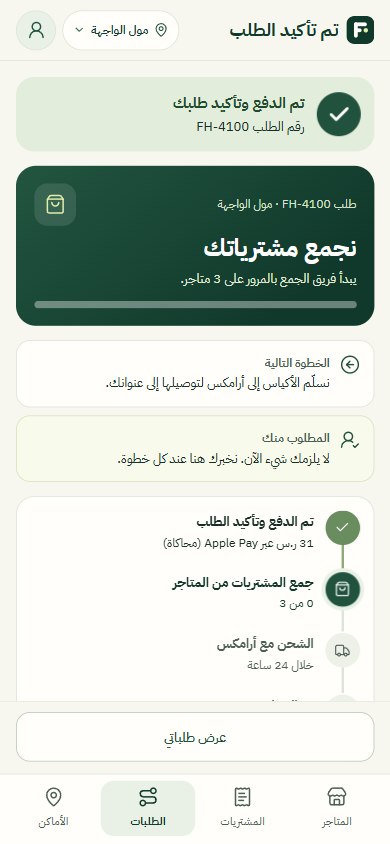 تم تأكيد الطلب
مول الواجهة
تم الدفع وتأكيد طلبك
رقم الطلب FH-4100
طلب FH-4100 · مول الواجهة
نجمع مشترياتك
يبدأ فريق الجمع بالمرور على 3 متاجر.
الخطوة التالية
نسلّم الأكياس إلى أرامكس لتوصيلها إلى عنوانك.
المطلوب منك
لا يلزمك شيء الآن. نخبرك هنا عند كل خطوة.
تم الدفع وتأكيد الطلب
31 ر.س عبر Apple Pay (محاكاة)
جمع المشتريات من المتاجر
0 من 3
الشحن مع أرامكس
خلال 24 ساعة
عرض طلباتي
المتاجر
المشتريات
الطلبات
الأماكن